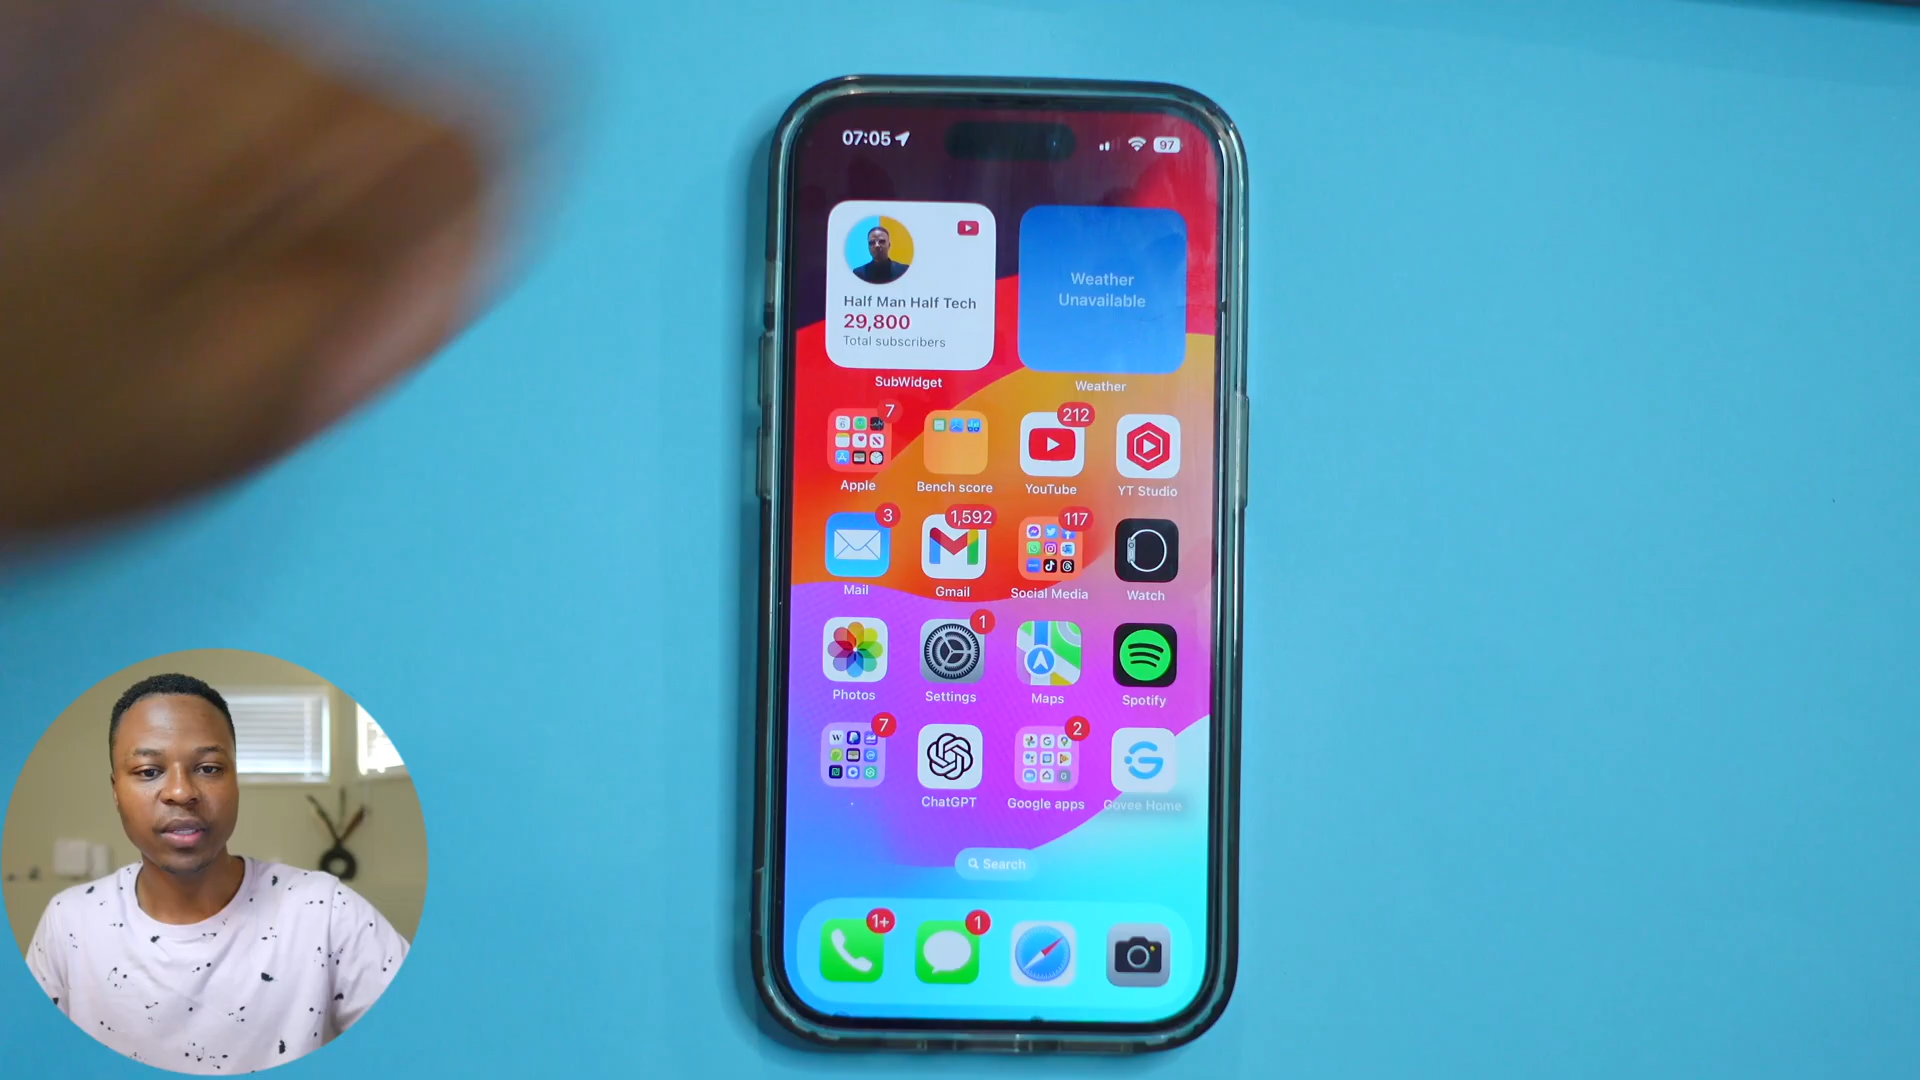 07:05
97
Half Man Half Tech
29,800
Total subscribers
SubWidget
Weather
Unavailable
Weather
7
Apple
Bench score
212
YouTube
YT Studio
3
Mail
1,592
Gmail
117
Social Media
Watch
Photos
1
Settings
Maps
Spotify
7
ChatGPT
2
Google apps
Govee Home
Search
1+
1